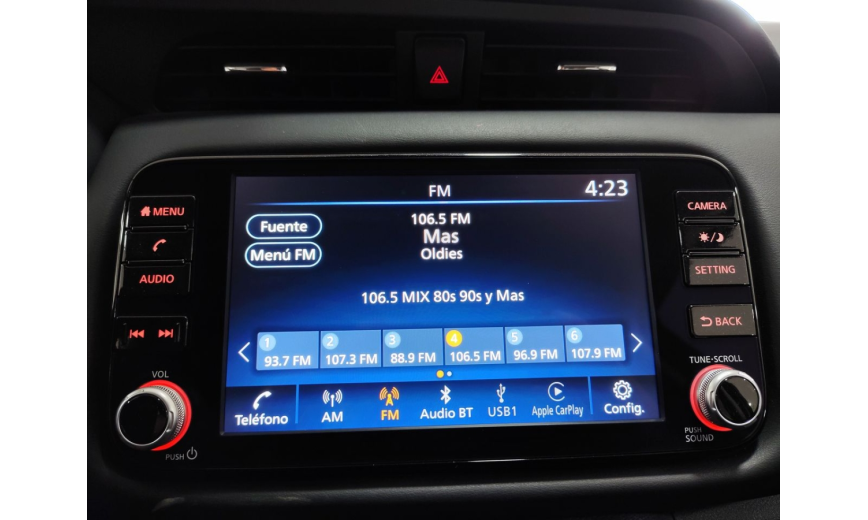 FM
4:23
Fuente
106.5 FM
Mas
Menú FM
Oldies
106.5 MIX 80s 90s y Mas
1
93.7 FM
2
107.3 FM
3
88.9 FM
4
106.5 FM
5
96.9 FM
6
107.9 FM
Teléfono
AM
FM
Audio BT
USB1
Apple CarPlay
Config.
MENU
AUDIO
VOL
PUSH
CAMERA
SETTING
BACK
TUNE•SCROLL
PUSH
SOUND